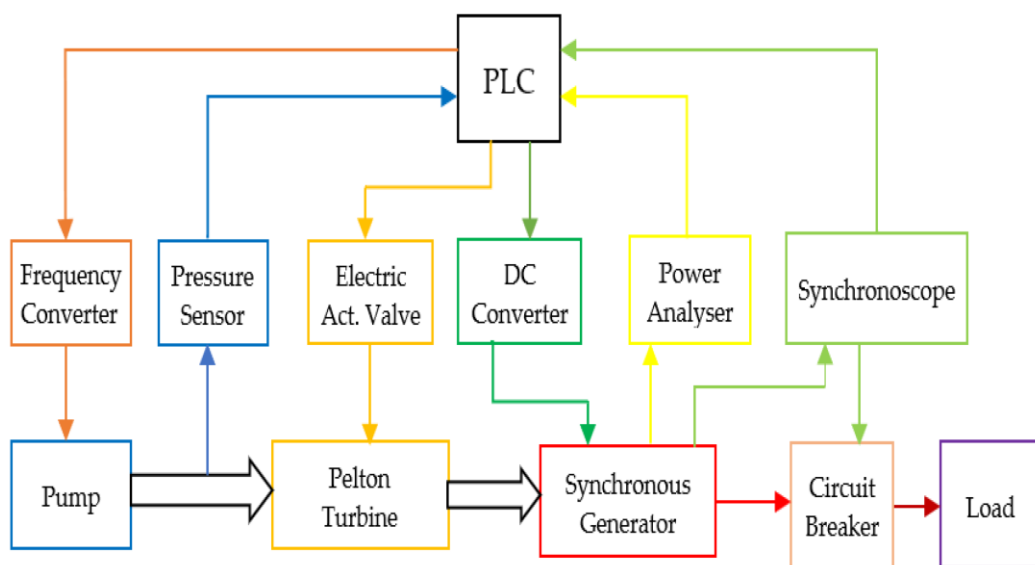 PLC
Frequency
Converter
Pressure
Sensor
Electric
Act. Valve
DC
Converter
Power
Analyser
Synchronoscope
Pump
Pelton
Turbine
Synchronous
Generator
Circuit
Breaker
Load